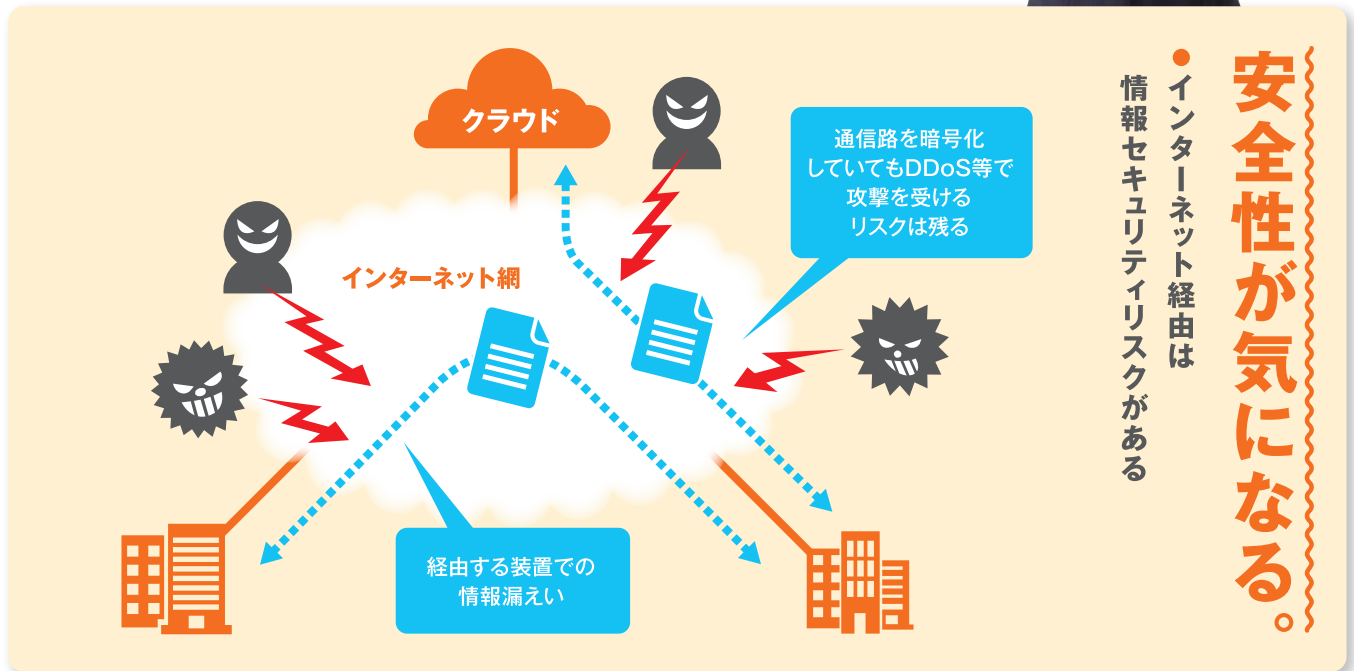 安全性が気になる。
● インターネット経由は
情報セキュリティリスクがある
クラウド
通信路を暗号化
していてもDDoS等で
攻撃を受ける
リスクは残る
インターネット網
経由する装置での
情報漏えい